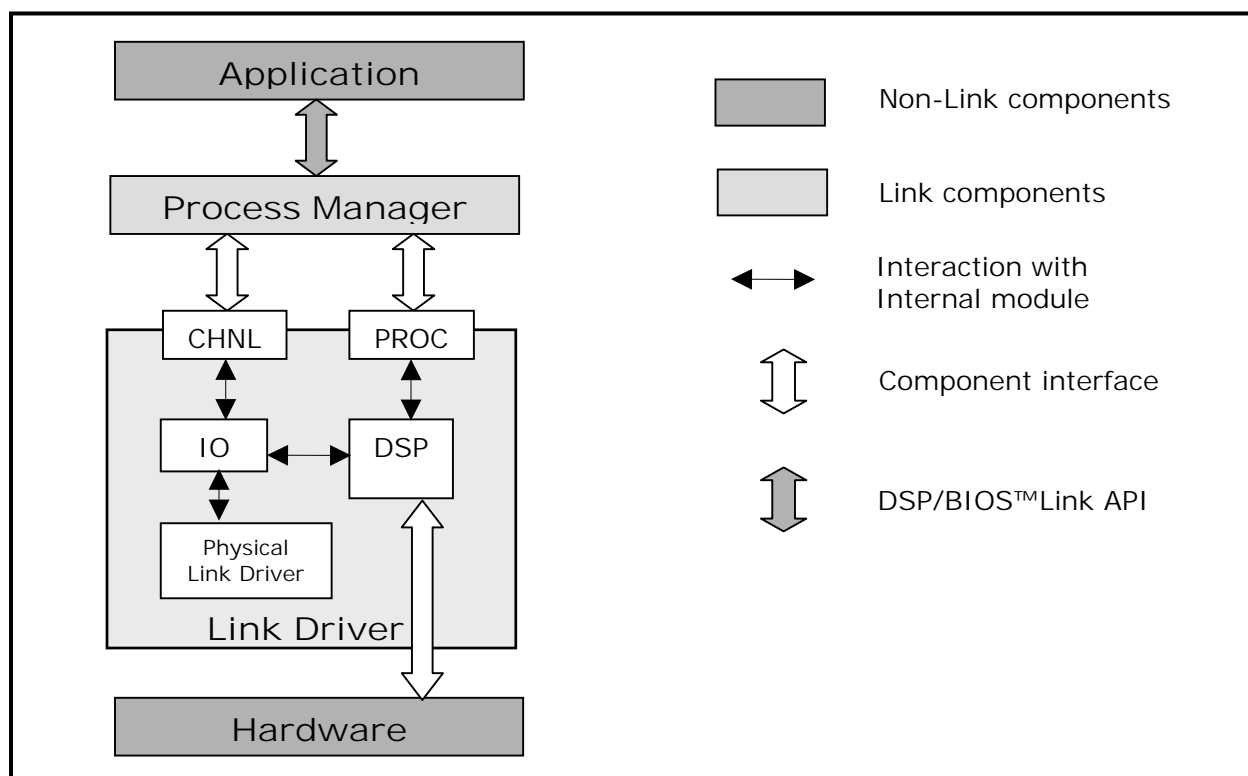 Application
Process Manager
CHNL
PROC
IO
DSP
Physical
Link Driver
Link Driver
Hardware
Non-Link components
Link components
Interaction with
Internal module
Component interface
DSP/BIOS™Link API